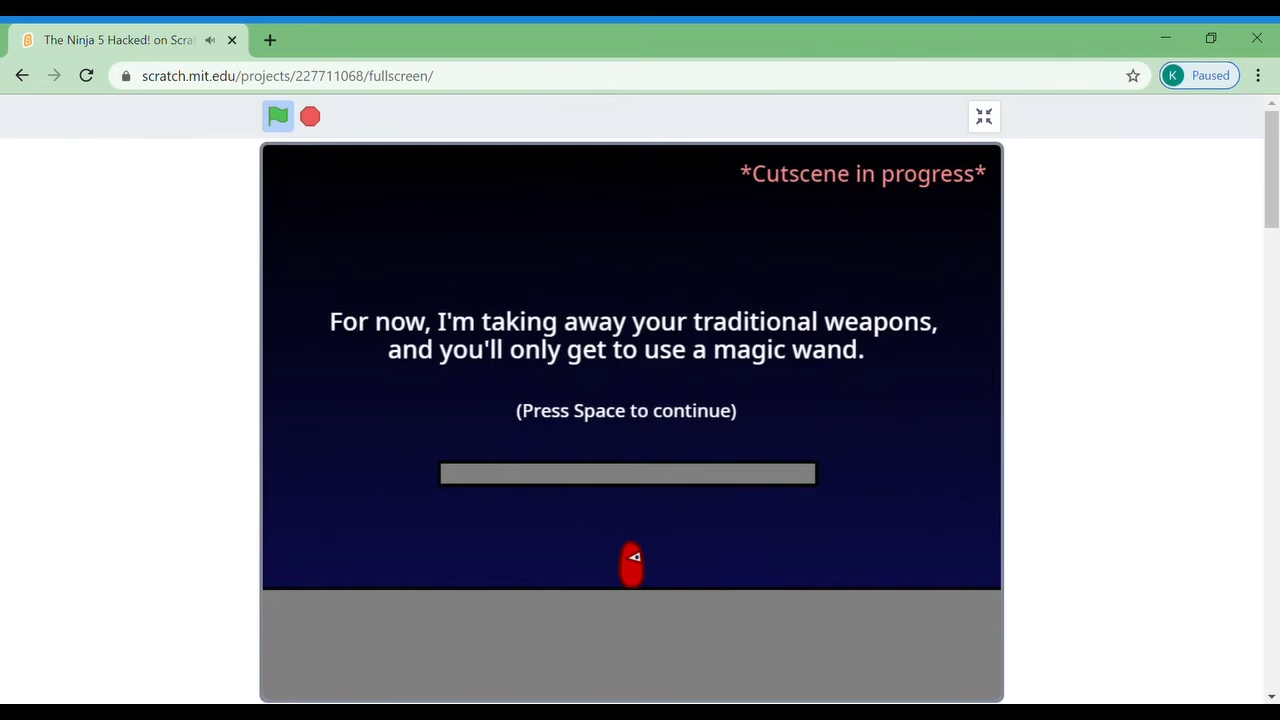 The Ninja 5 Hacked! on Scra
scratch.mit.edu/projects/227711068/fullscreen/
K Paused
*Cutscene in progress*
For now, I'm taking away your traditional weapons,
and you'll only get to use a magic wand.
(Press Space to continue)